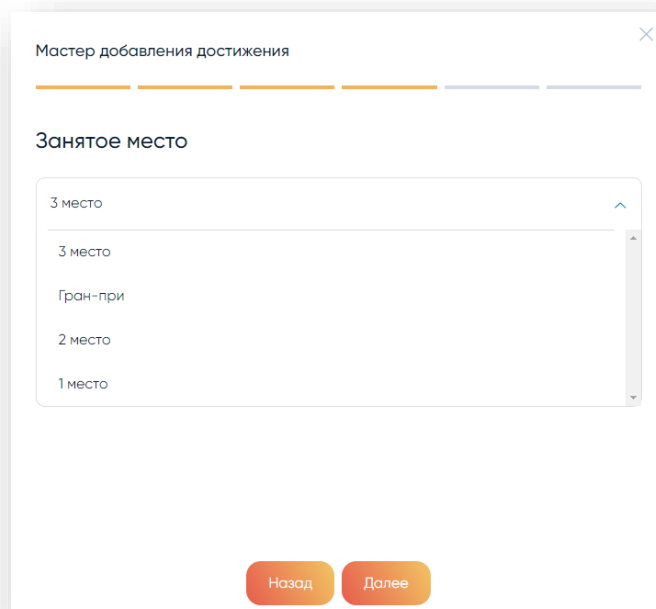 Мастер добавления достижения
Занятое место
3 место
3 место
Гран-при
2 место
1 место
Назад Далее